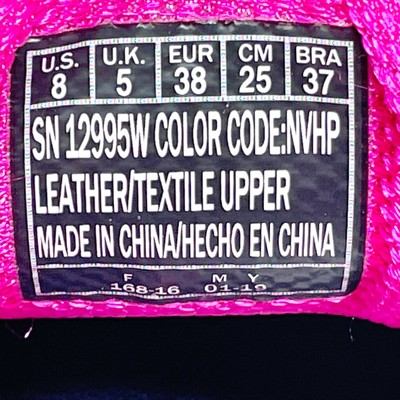 U.S. U.K. EUR CM BRA
8 5 38 25 37
SN 12995W COLOR CODE:NVHP
LEATHER/TEXTILE UPPER
MADE IN CHINA/HECHO EN CHINA
F M Y
168-16 01-19